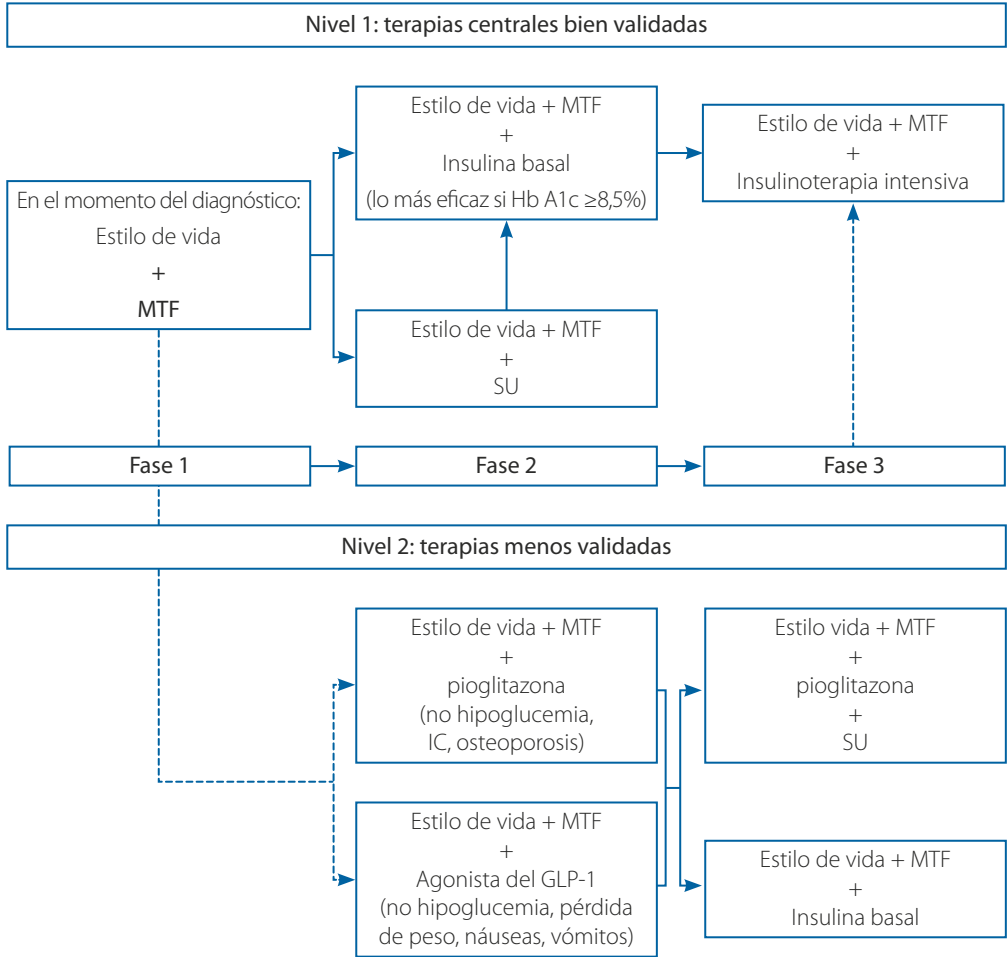 Nivel 1: terapias centrales bien validadas
En el momento del diagnóstico:
Estilo de vida
+
MTF
Estilo de vida + MTF
+
Insulina basal
(lo más eficaz si Hb A1c ≥8,5%)
Estilo de vida + MTF
+
SU
Estilo de vida + MTF
+
Insulinoterapia intensiva
Fase 1
Fase 2
Fase 3
Nivel 2: terapias menos validadas
Estilo de vida + MTF
+
pioglitazona
(no hipoglucemia,
IC, osteoporosis)
Estilo de vida + MTF
+
Agonista del GLP-1
(no hipoglucemia, pérdida
de peso, náuseas, vómitos)
Estilo vida + MTF
+
pioglitazona
+
SU
Estilo de vida + MTF
+
Insulina basal